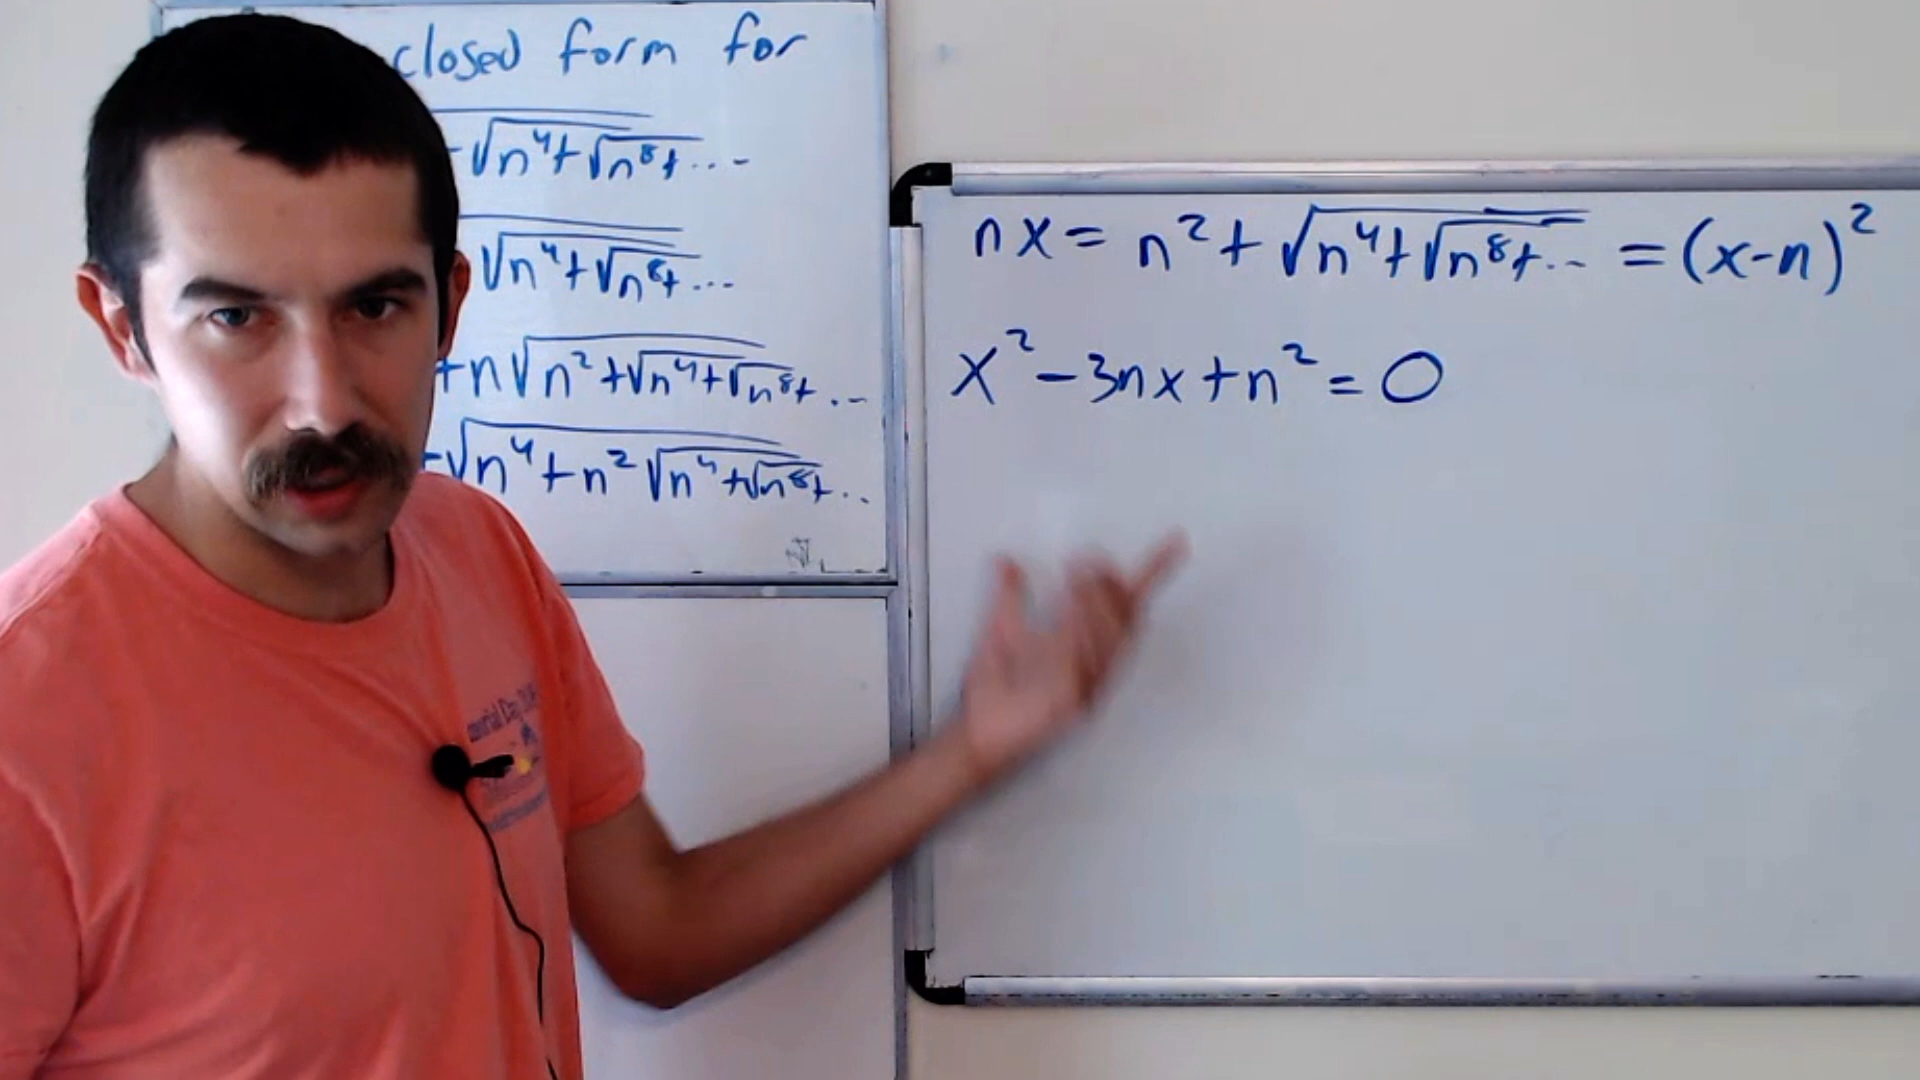 closed form for
√n⁴+√n⁸+...
√n⁴+√n⁸+...
+n√n²+√n⁴+√n⁸+...
√n⁴+n²√n⁴+√n⁸+...
nx = n²+√n⁴+√n⁸+... = (x-n)²
x²-3nx+n²=0